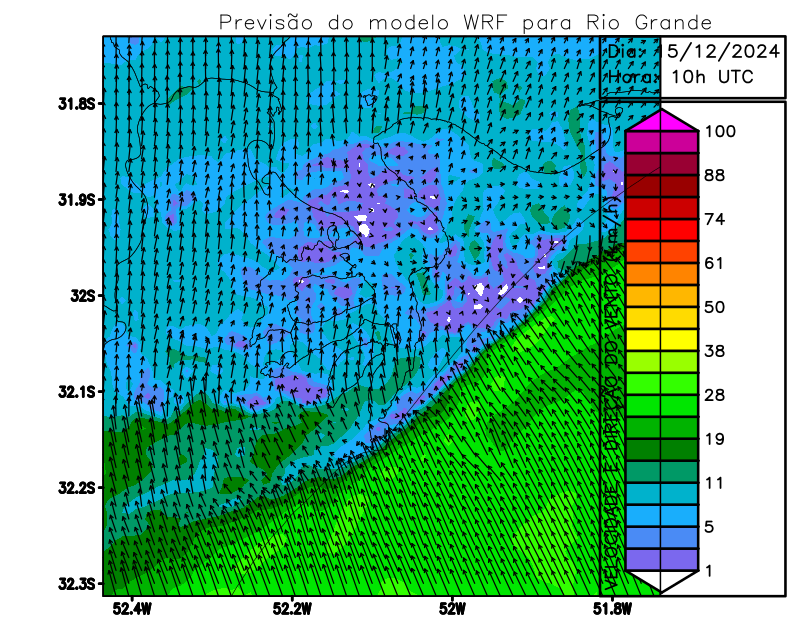 Previsão do modelo WRF para Rio Grande
Dia: 15/12/2024
Hora: 10h UTC
31.8S
31.9S
32S
32.1S
32.2S
32.3S
52.4W
52.2W
52W
51.8W
VELOCIDADE E DIREÇÃO DO VENTO (km/h)
100
88
74
61
50
38
28
19
11
5
1